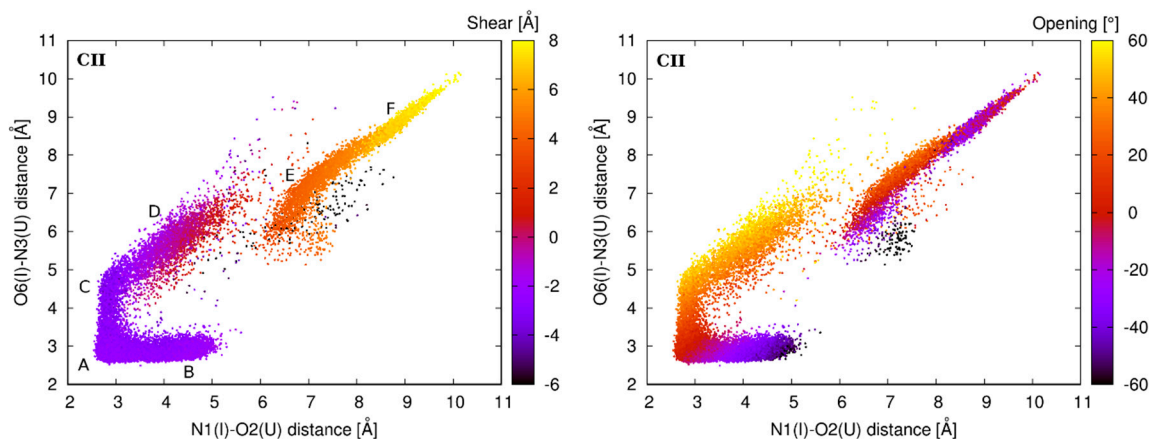 Shear [Å]
CII
11
10
9
8
7
6
5
4
3
2
O6(I)-N3(U) distance [Å]
A
B
C
D
E
F
2 3 4 5 6 7 8 9 10 11
N1(I)-O2(U) distance [Å]
8
6
4
2
0
-2
-4
-6
Opening [°]
CII
11
10
9
8
7
6
5
4
3
2
O6(I)-N3(U) distance [Å]
2 3 4 5 6 7 8 9 10 11
N1(I)-O2(U) distance [Å]
60
40
20
0
-20
-40
-60